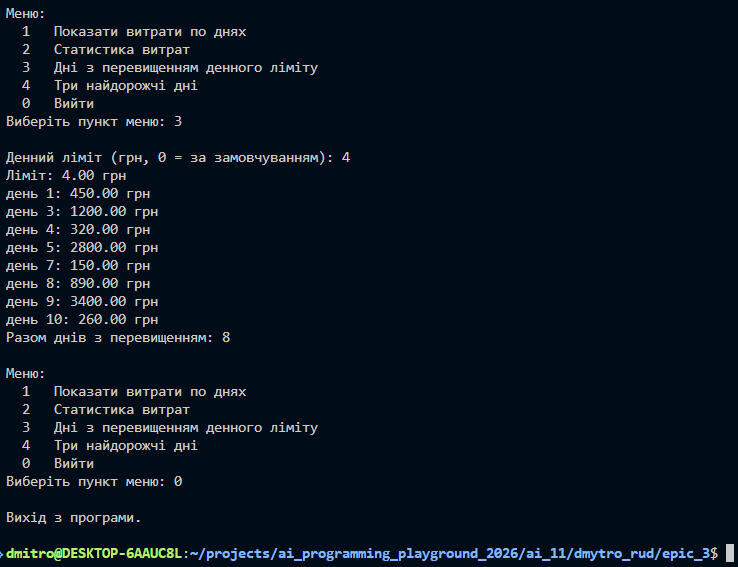 Меню:
  1   Показати витрати по днях
  2   Статистика витрат
  3   Дні з перевищенням денного ліміту
  4   Три найдорожчі дні
  0   Вийти
Виберіть пункт меню: 3

Денний ліміт (грн, 0 = за замовчуванням): 4
Ліміт: 4.00 грн
день 1: 450.00 грн
день 3: 1200.00 грн
день 4: 320.00 грн
день 5: 2800.00 грн
день 7: 150.00 грн
день 8: 890.00 грн
день 9: 3400.00 грн
день 10: 260.00 грн
Разом днів з перевищенням: 8

Меню:
  1   Показати витрати по днях
  2   Статистика витрат
  3   Дні з перевищенням денного ліміту
  4   Три найдорожчі дні
  0   Вийти
Виберіть пункт меню: 0

Вихід з програми.

dmitro@DESKTOP-6AAUC8L:~/projects/ai_programming_playground_2026/ai_11/dmytro_rud/epic_3$